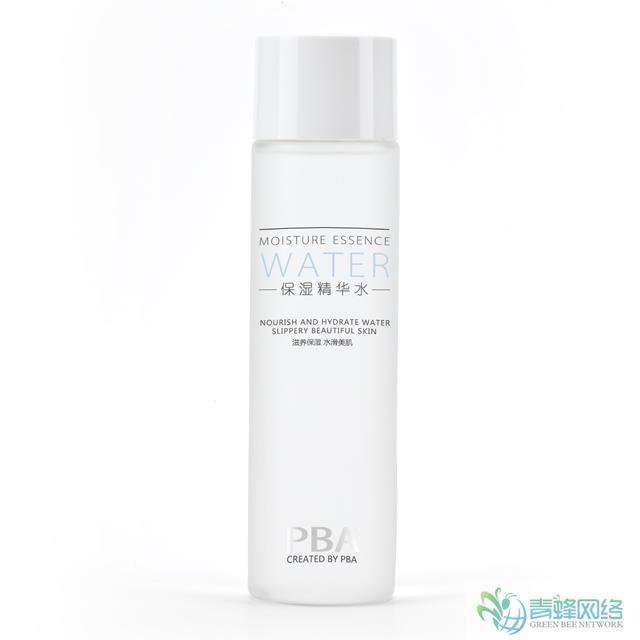 MOISTURE ESSENCE
WATER
保湿精华水
NOURISH AND HYDRATE WATER
SLIPPERY BEAUTIFUL SKIN
滋养保湿 水滑美肌
PBA
CREATED BY PBA
青蜂网络
GREEN BEE NETWORK